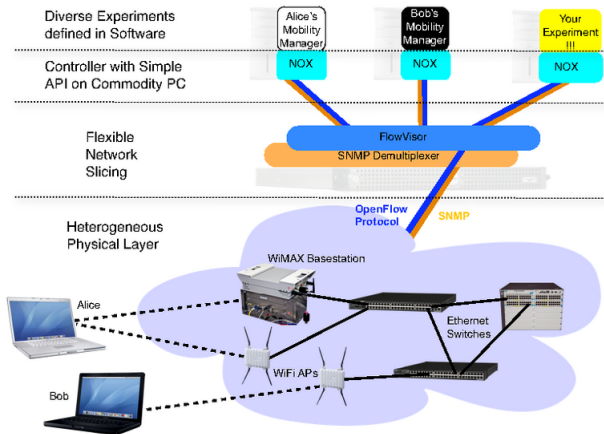 Diverse Experiments
defined in Software
Alice's
Mobility
Manager
Bob's
Mobility
Manager
Your
Experiment
!!!
Controller with Simple
API on Commodity PC
NOX
NOX
NOX
Flexible
Network
Slicing
FlowVisor
SNMP Demultiplexer
OpenFlow
Protocol
SNMP
Heterogeneous
Physical Layer
WiMAX Basestation
Alice
Ethernet
Switches
WiFi APs
Bob